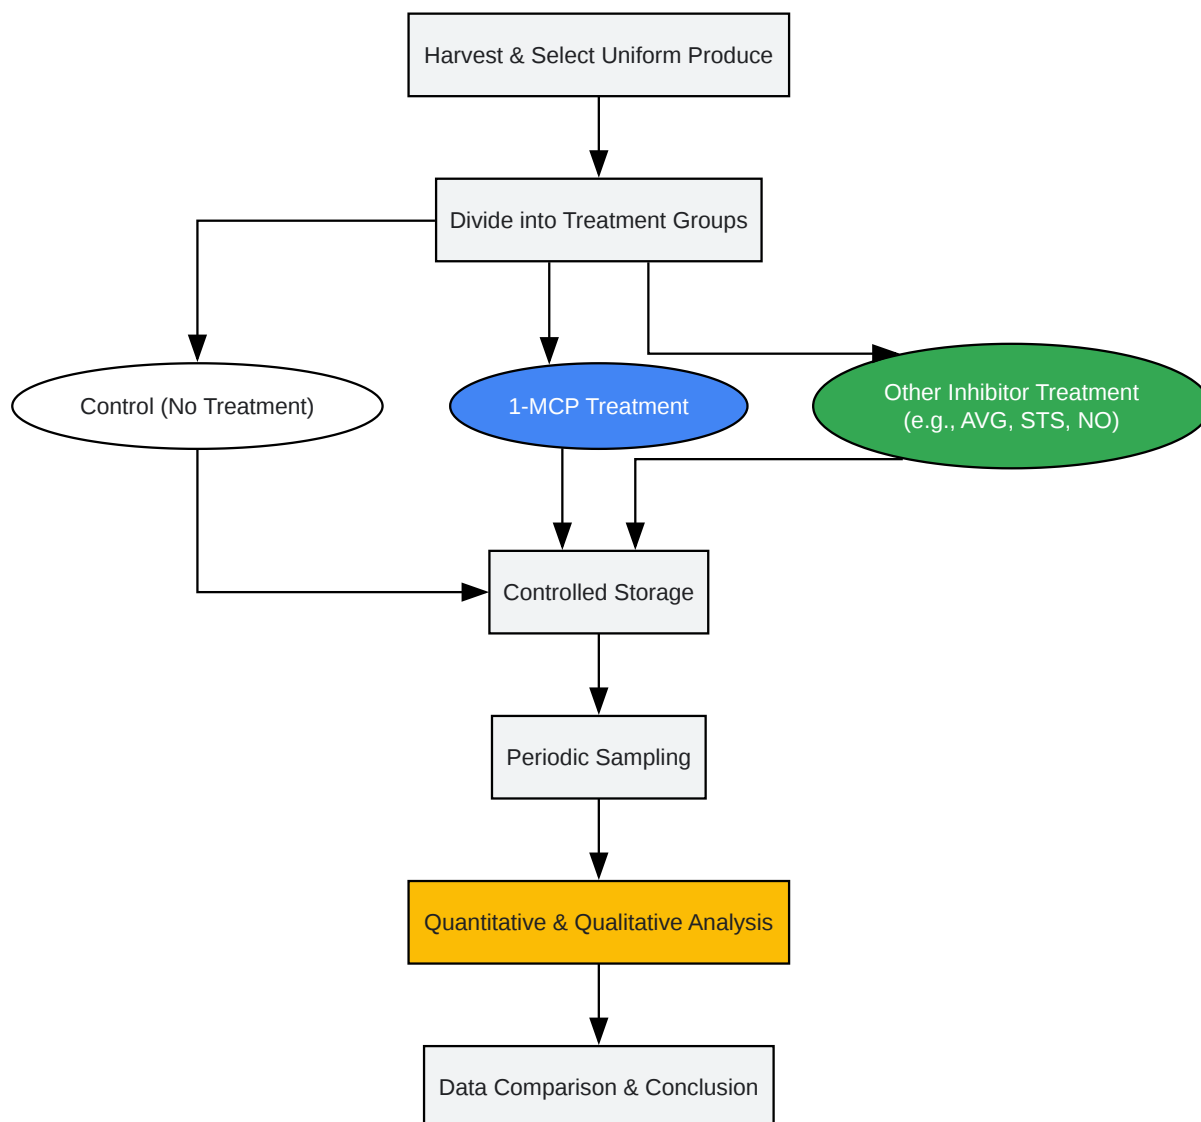 Harvest & Select Uniform Produce
Divide into Treatment Groups
Control (No Treatment)
1-MCP Treatment
Other Inhibitor Treatment
(e.g., AVG, STS, NO)
Controlled Storage
Periodic Sampling
Quantitative & Qualitative Analysis
Data Comparison & Conclusion